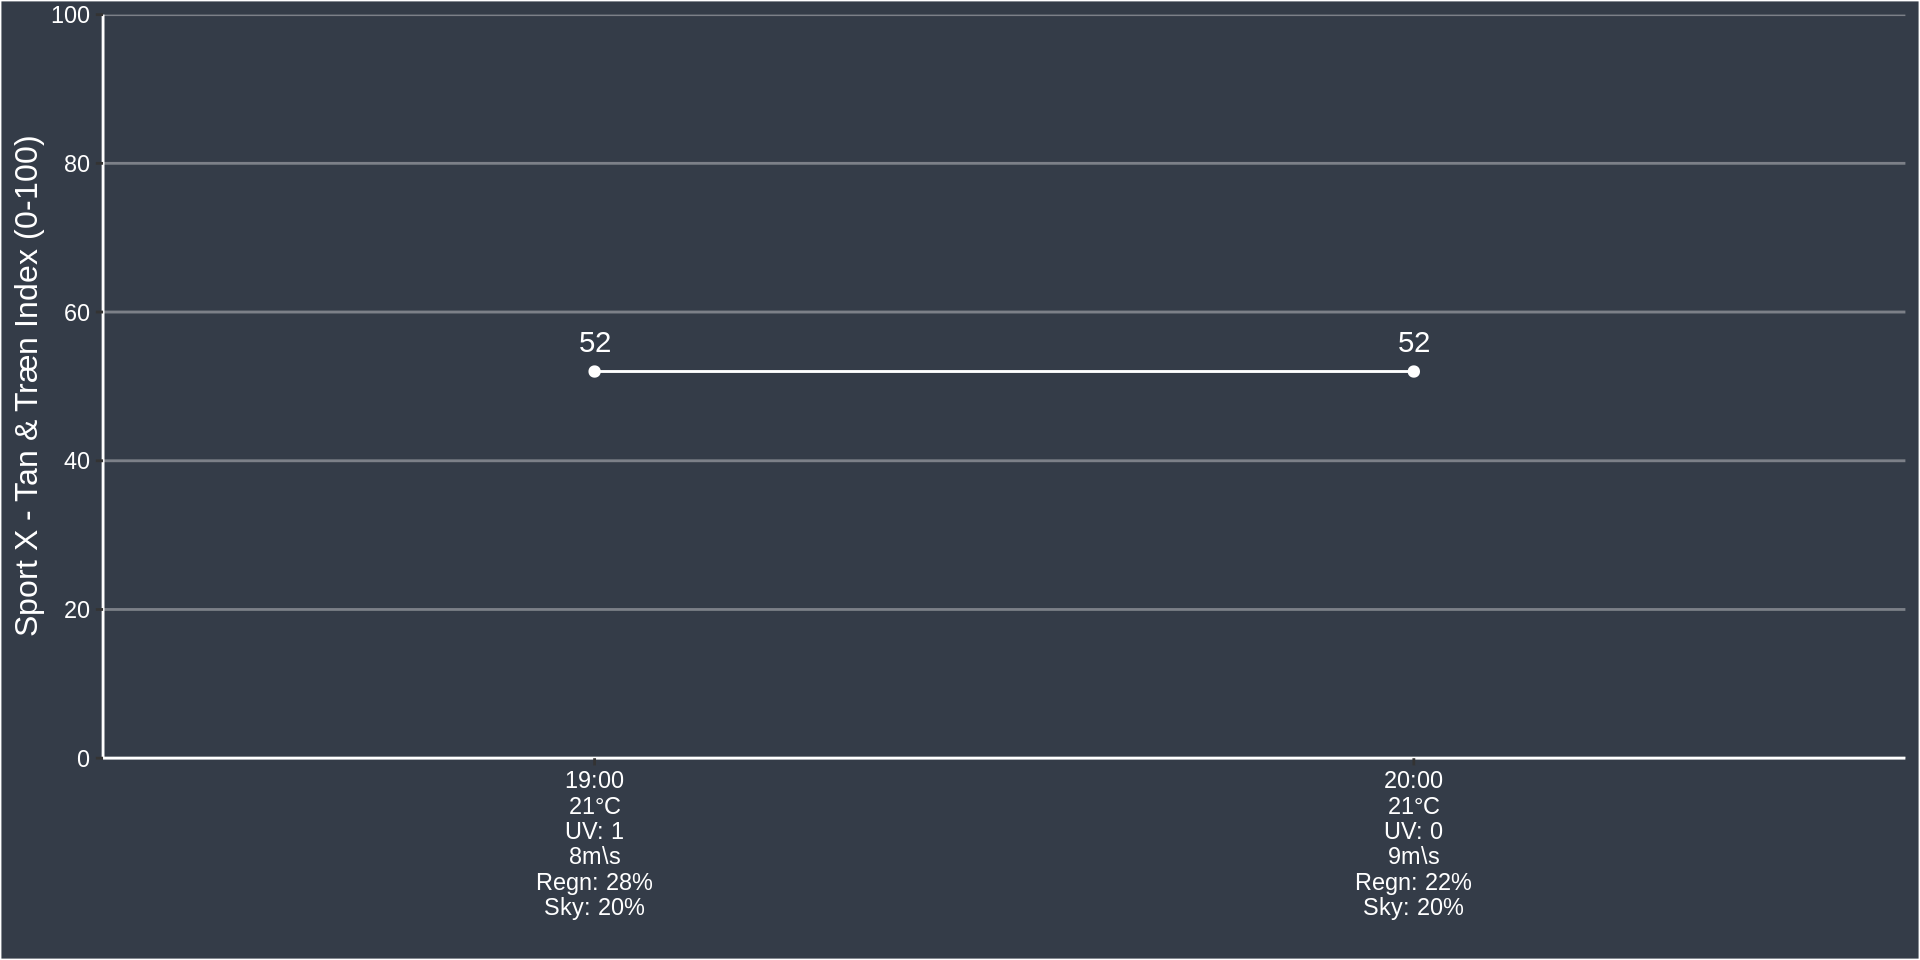 Sport X - Tan & Træn Index (0-100)
100
80
60
40
20
0
52
52
19:00
21°C
UV: 1
8m\s
Regn: 28%
Sky: 20%
20:00
21°C
UV: 0
9m\s
Regn: 22%
Sky: 20%